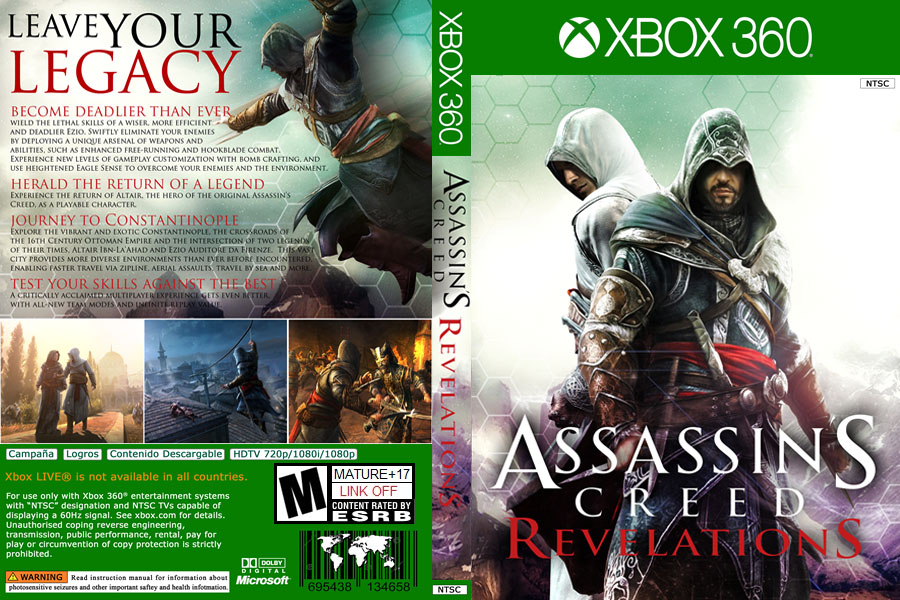 LEAVE YOUR
LEGACY
BECOME DEADLIER THAN EVER
WIELD THE LETHAL SKILLS OF A WISER, MORE EFFICIENT
AND DEADLIER EZIO. SWIFTLY ELIMINATE YOUR ENEMIES
BY DEPLOYING A UNIQUE ARSENAL OF WEAPONS AND
ABILITIES, SUCH AS ENHANCED FREE-RUNNING AND HOOKBLADE COMBAT.
EXPERIENCE NEW LEVELS OF GAMEPLAY CUSTOMIZATION WITH BOMB CRAFTING, AND
USE HEIGHTENED EAGLE SENSE TO OVERCOME YOUR ENEMIES AND THE ENVIRONMENT.
HERALD THE RETURN OF A LEGEND
EXPERIENCE THE RETURN OF ALTAIR, THE HERO OF THE ORIGINAL ASSASSIN'S
CREED, AS A PLAYABLE CHARACTER.
JOURNEY TO CONSTANTINOPLE
EXPLORE THE VIBRANT AND EXOTIC CONSTANTINOPLE, THE CROSSROADS OF
THE 16TH CENTURY OTTOMAN EMPIRE AND THE INTERSECTION OF TWO LEGENDS
OF THEIR TIMES, ALTAIR IBN-LA'AHAD AND EZIO AUDITOIE DA FIRENZE. THIS VAST
CITY PROVIDES MORE DIVERSE ENVIRONMENTS THAN EVER BEFORE ENCOUNTERED,
ENABLING FASTER TRAVEL VIA ZIPLINE, AERIAL ASSAULTS, TRAVEL BY SEA AND MORE.
TEST YOUR SKILLS AGAINST THE BEST
A CRITICALLY ACCLAIMED MULTIPLAYER EXPERIENCE GETS EVEN BETTER,
WITH ALL-NEW TEAM MODES AND INFINITE REPLAY VALUE.
Campaña Logros Contenido Descargable HDTV 720p/1080i/1080p
Xbox LIVE® is not available in all countries.
For use only with Xbox 360® entertainment systems
with "NTSC" designation and NTSC TVs capable of
displaying a 60Hz signal. See xbox.com for details.
Unauthorised coping reverse engineering,
transmission, public performance, rental, pay for
play or circumvention of copy protection is strictly
prohibited.
WARNING Read instruction manual for information about
photosensitive seizures and other important saftey and health infotmation.
M
MATURE+17
LINK OFF
CONTENT RATED BY
ESRB
DOLBY
DIGITAL
Microsoft
695438 134658
XBOX 360
ASSASSINS
CREED
REVELATIONS
NTSC
XBOX 360
NTSC
ASSASSINS
CREED
REVELATIONS